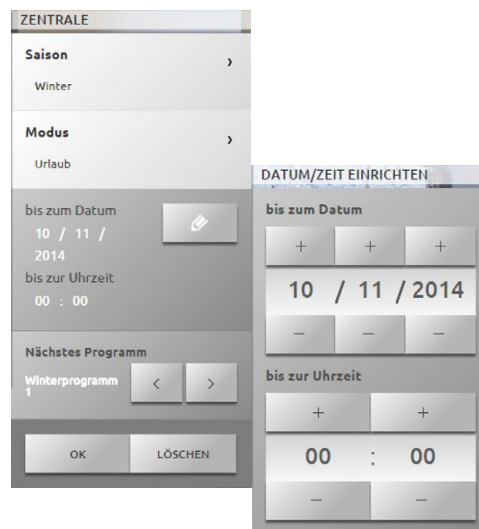 ZENTRALE
Saison
›
Winter
Modus
›
Urlaub
bis zum Datum
10 / 11 /
2014
bis zur Uhrzeit
00 : 00
Nächstes Programm
Winterprogramm
1
< >
OK LÖSCHEN
DATUM/ZEIT EINRICHTEN
bis zum Datum
+ + +
10 / 11 / 2014
− − −
bis zur Uhrzeit
+ +
00 : 00
− −